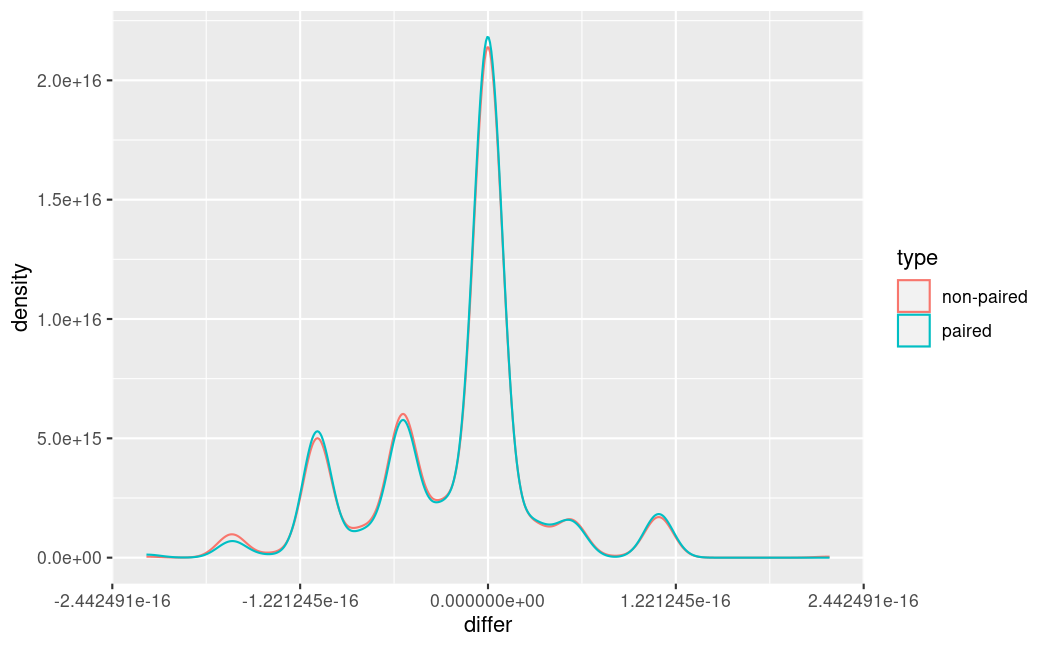 density
2.0e+16
1.5e+16
1.0e+16
5.0e+15
0.0e+00
-2.442491e-16
-1.221245e-16
0.000000e+00
1.221245e-16
2.442491e-16
differ
type
non-paired
paired